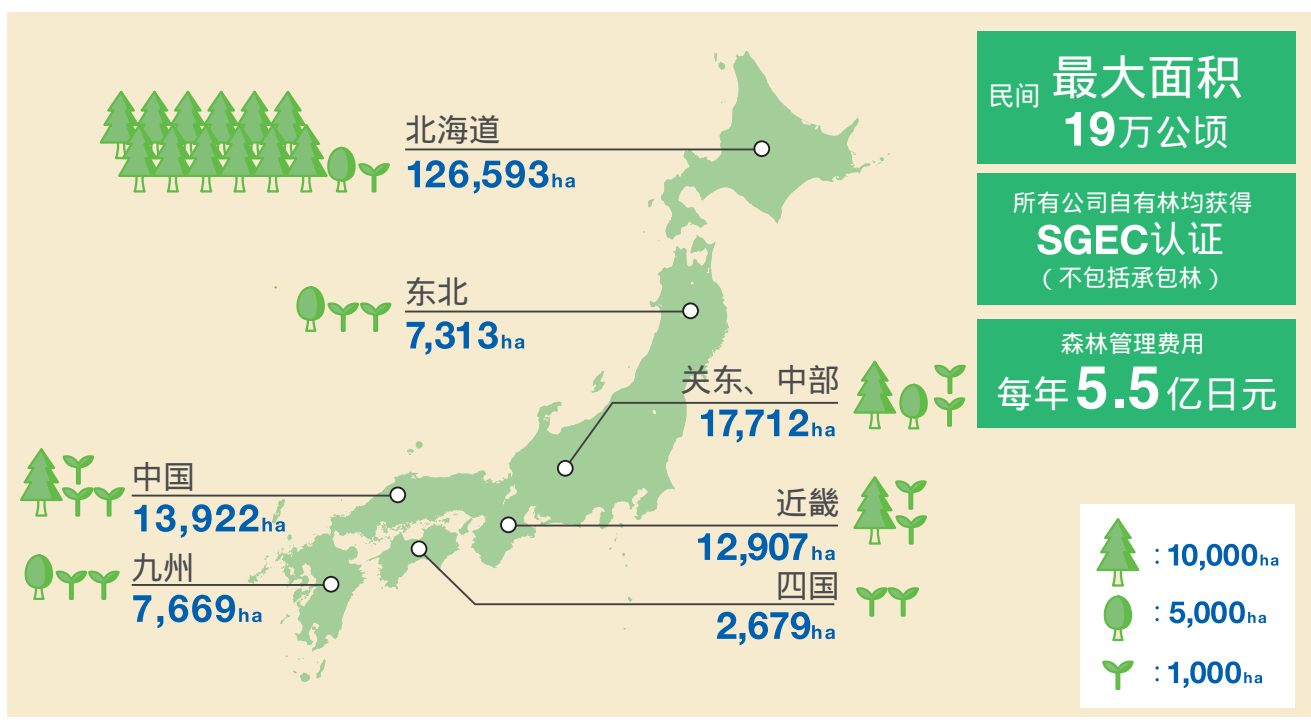 北海道
126,593ha
东北
7,313ha
关东、中部
17,712ha
中国
13,922ha
近畿
12,907ha
九州
7,669ha
四国
2,679ha
民间 最大面积
19万公顷
所有公司自有林均获得
SGEC认证
（不包括承包林）
森林管理费用
每年5.5亿日元
：10,000ha
：5,000ha
：1,000ha